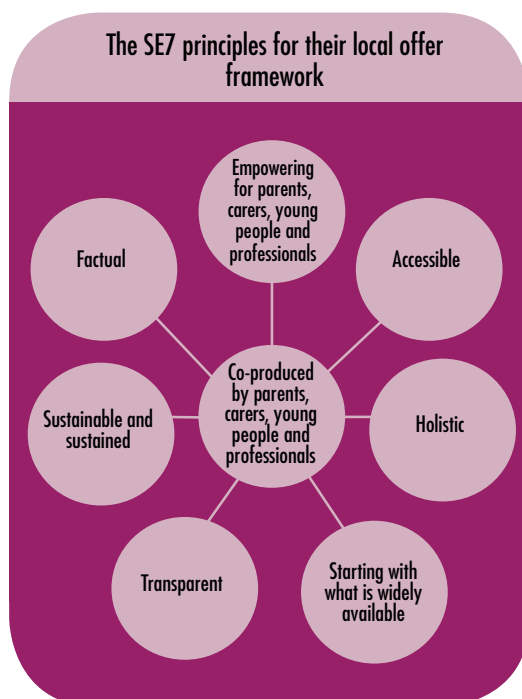 The SE7 principles for their local offer
framework
Empowering
for parents,
carers, young
people and
professionals
Factual
Accessible
Co-produced
by parents,
carers, young
people and
professionals
Sustainable and
sustained
Holistic
Transparent
Starting with
what is widely
available